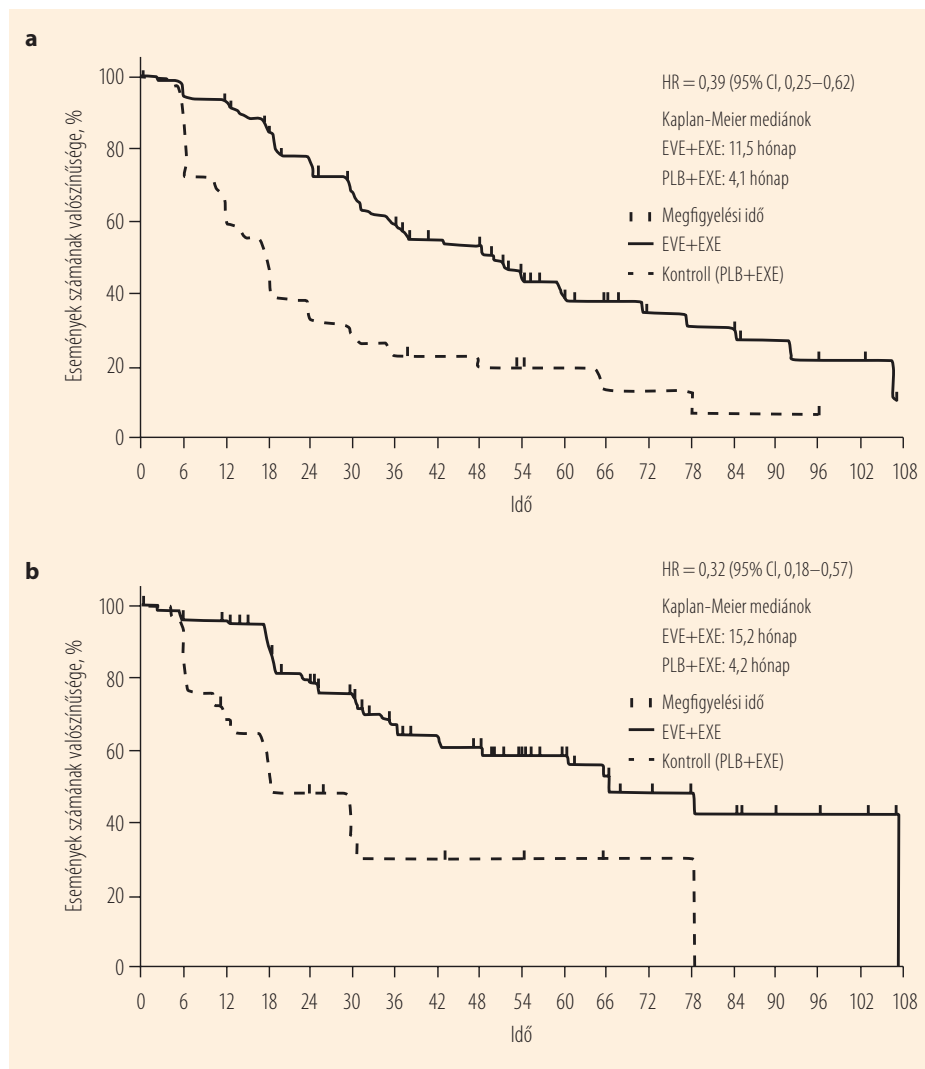 a
HR = 0,39 (95% CI, 0,25–0,62)
Kaplan-Meier mediánok
EVE+EXE: 11,5 hónap
PLB+EXE: 4,1 hónap
Megfigyelési idő
EVE+EXE
Kontroll (PLB+EXE)
Események számának valószínűsége, %
100
80
60
40
20
0
0 6 12 18 24 30 36 42 48 54 60 66 72 78 84 90 96 102 108
Idő
b
HR = 0,32 (95% CI, 0,18–0,57)
Kaplan-Meier mediánok
EVE+EXE: 15,2 hónap
PLB+EXE: 4,2 hónap
Megfigyelési idő
EVE+EXE
Kontroll (PLB+EXE)
Események számának valószínűsége, %
100
80
60
40
20
0
0 6 12 18 24 30 36 42 48 54 60 66 72 78 84 90 96 102 108
Idő